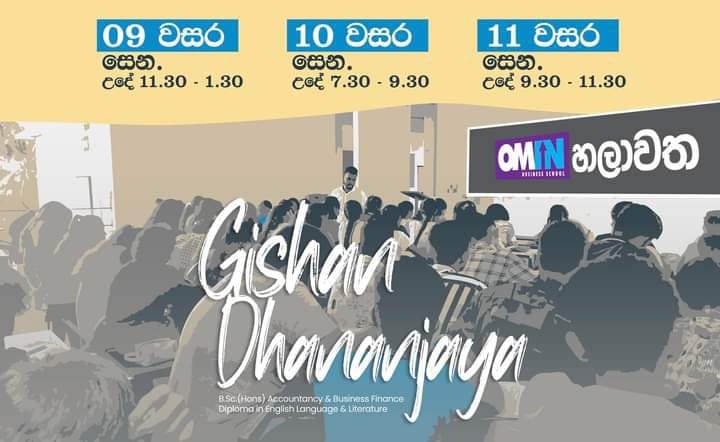 09 වසර
සෙන.
උදේ 11.30 - 1.30
10 වසර
සෙන.
උදේ 7.30 - 9.30
11 වසර
සෙන.
උදේ 9.30 - 11.30
OMIN
BUSINESS SCHOOL
හලාවත
Gishan
Dhananjaya
B.Sc.(Hons) Accountancy & Business Finance
Diploma in English Language & Literature